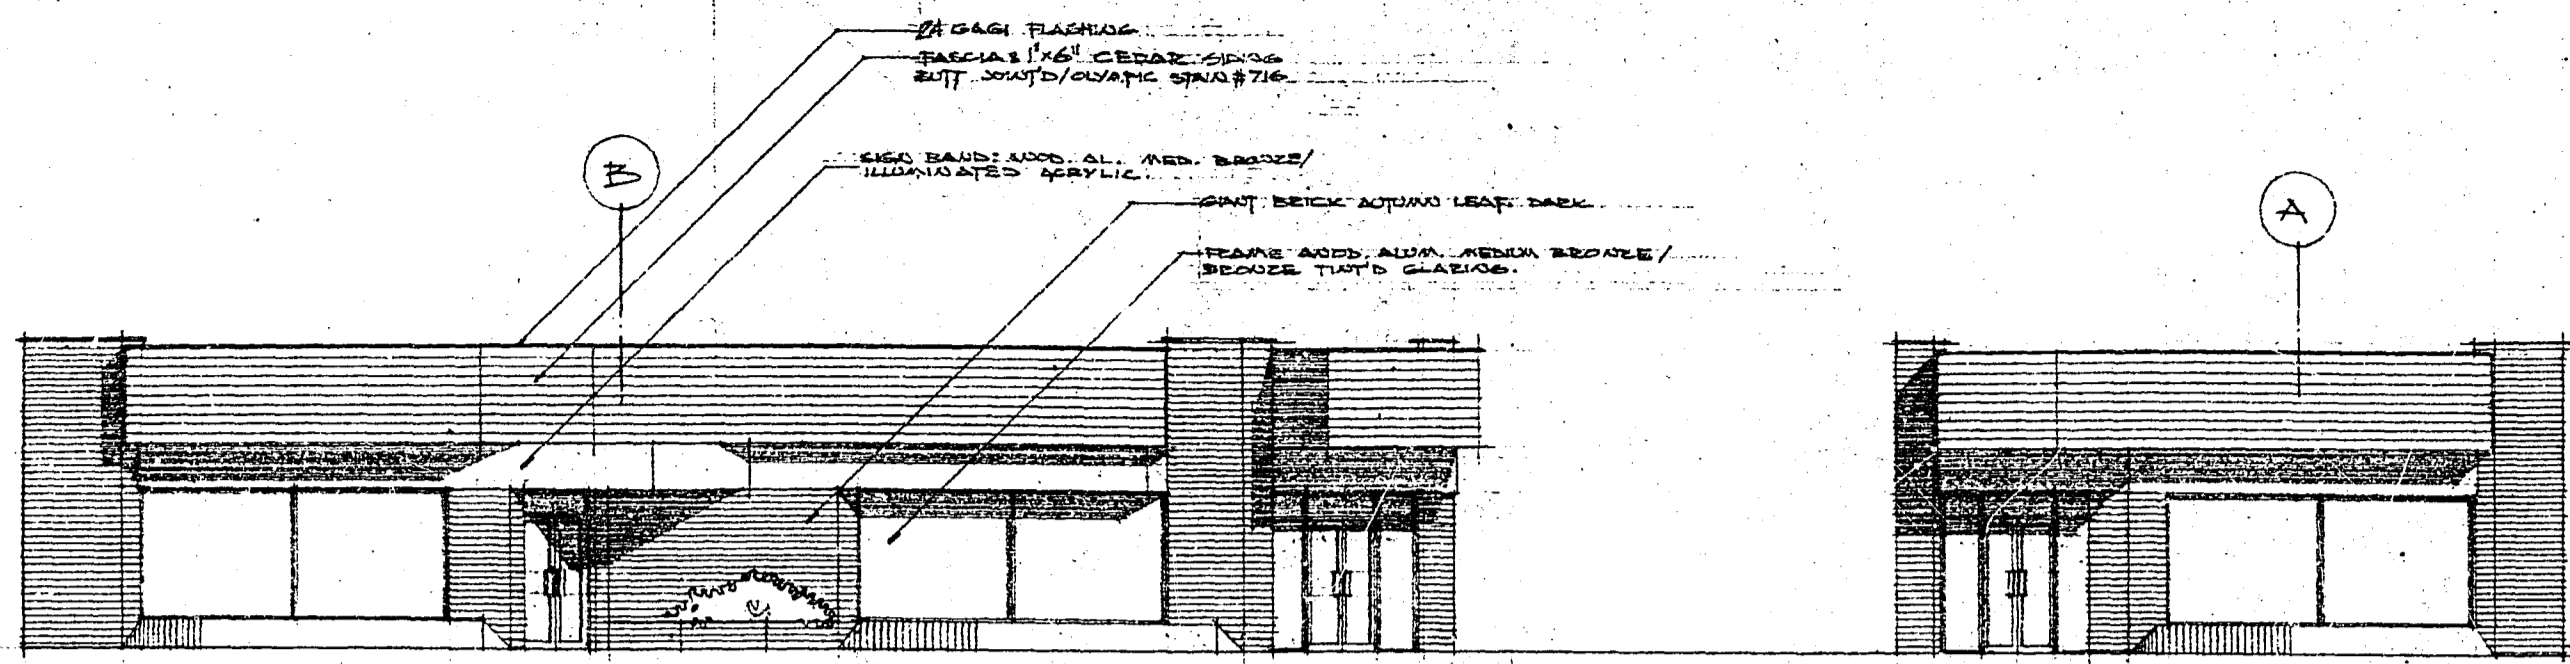 24 GAGI FLASHING
FASCIA: 1"x6" CEDAR SIDING
BUTT JOINT'D/OLYMPIC STAIN #716
B
SIGN BAND: ANOD. AL. MED. BRONZE/
ILLUMINATED ACRYLIC.
GIANT BRICK AUTUMN LEAF DARK
A
FRAME ANOD. ALUM. MEDIUM BRONZE/
BRONZE TINT'D GLAZING.